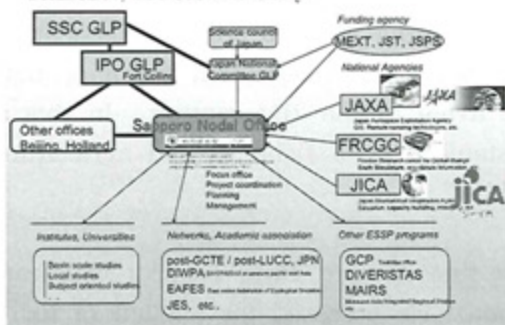 SSC GLP
IPO GLP
Fort Collins
Other offices
Beijing, Holland
Science council
of Japan
Japan National
Committee GLP
Funding agency
MEXT, JST, JSPS
National Agencies
JAXA
JAXA
FRCGC
JICA
jICA
Sapporo Nodal Office
Focus office
Project coordination
Planning
Management
Institutes, Universities
Basin scale studies
Local studies
Subject oriented studies
Networks, Academic association
post-GCTE / post-LUCC, JPN
DIWPA
EAFES
JES, etc..
Other ESSP programs
GCP
DIVERISTAS
MAIRS